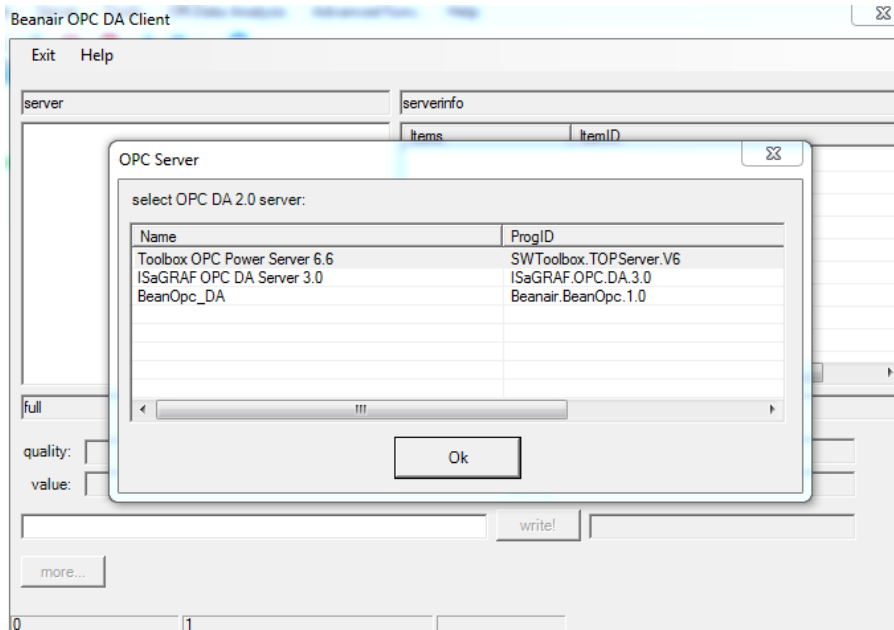 Beanair OPC DA Client
Exit Help
server serverinfo
Items ItemID
OPC Server
select OPC DA 2.0 server:
Name ProgID
Toolbox OPC Power Server 6.6 SWToolbox.TOPServer.V6
ISaGRAF OPC DA Server 3.0 ISaGRAF.OPC.DA.3.0
BeanOpc_DA Beanair.BeanOpc.1.0
full
quality:
Ok
value:
write!
more...
0 1